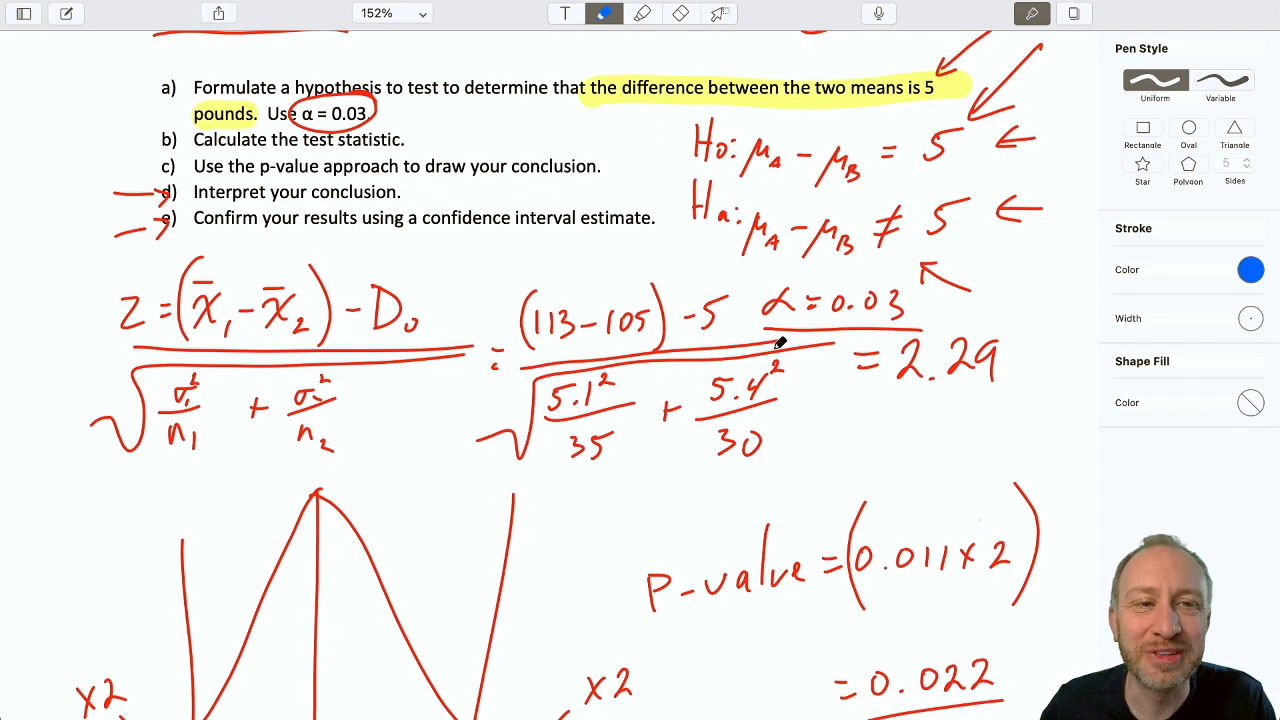 152%
T
a) Formulate a hypothesis to test to determine that the difference between the two means is 5
pounds. Use α = 0.03.
b) Calculate the test statistic.
c) Use the p-value approach to draw your conclusion.
d) Interpret your conclusion.
e) Confirm your results using a confidence interval estimate.
Ho: μA - μB = 5
Ha: μA - μB ≠ 5
α = 0.03
Z = (x̄1 - x̄2) - D0 / √(σ1²/n1 + σ2²/n2) = (113 - 105) - 5 / √(5.1²/35 + 5.4²/30) = 2.29
P-value = (0.011 x 2)
= 0.022
x2
x2
Pen Style
Uniform Variable
Rectangle Oval Triangle
Star Polygon 5 Sides
Stroke
Color
Width
Shape Fill
Color